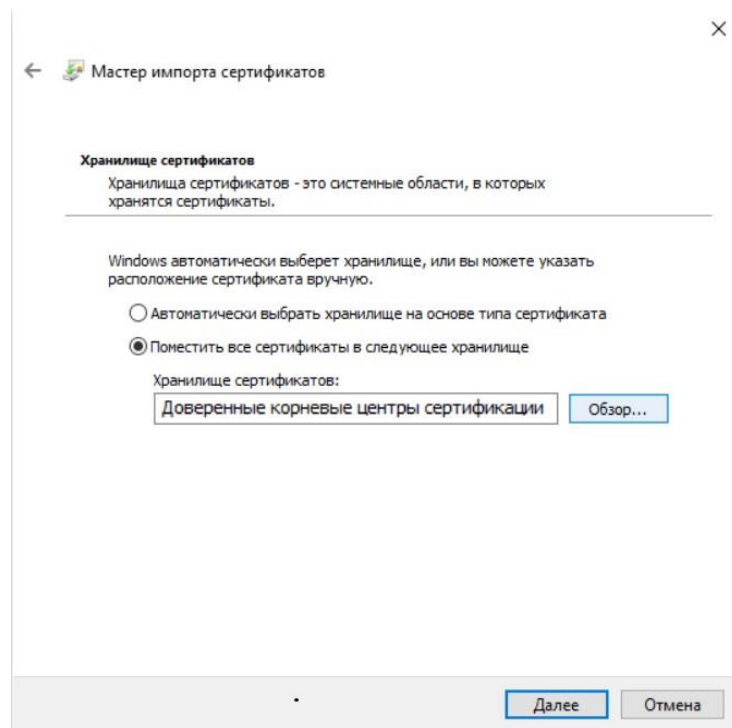 Мастер импорта сертификатов
Хранилище сертификатов
Хранилища сертификатов - это системные области, в которых
хранятся сертификаты.
Windows автоматически выберет хранилище, или вы можете указать
расположение сертификата вручную.
Автоматически выбрать хранилище на основе типа сертификата
Поместить все сертификаты в следующее хранилище
Хранилище сертификатов:
Доверенные корневые центры сертификации Обзор...
Далее Отмена